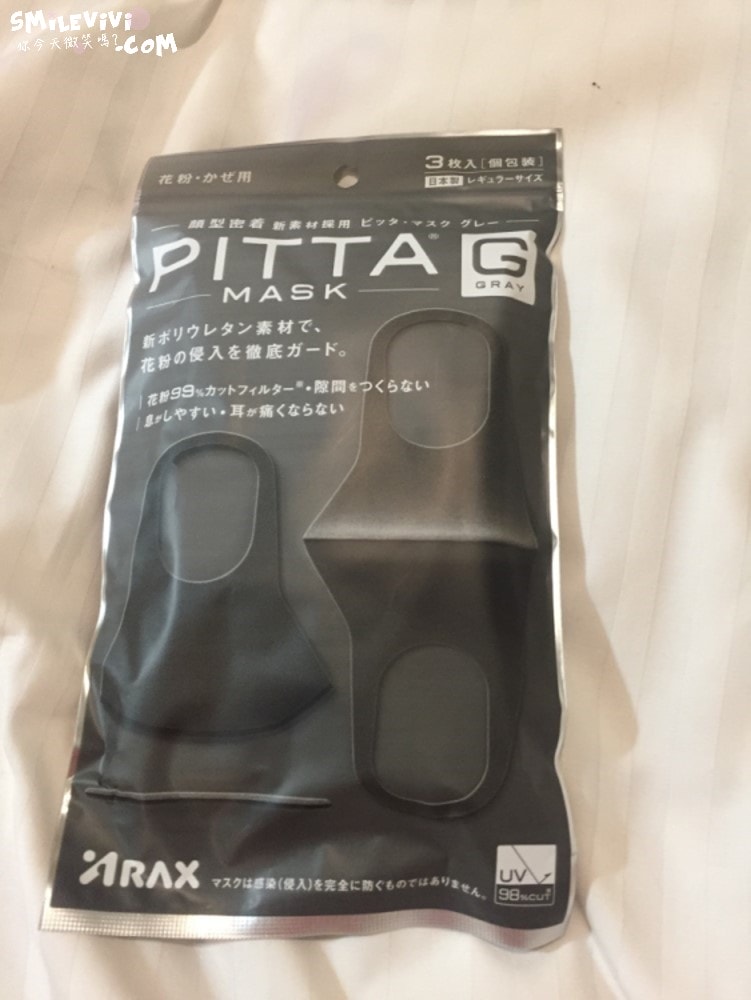 SMILEVIVI
你今天微笑嗎?.COM
花粉・かぜ用
3枚入[個包装]
日本製 レギュラーサイズ
顔型密着 新素材採用 ピッタ・マスク グレー
PITTA® G
MASK GRAY
新ポリウレタン素材で、
花粉の侵入を徹底ガード。
花粉99%カットフィルター※・隙間をつくらない
息がしやすい・耳が痛くならない
ARAX
マスクは感染(侵入)を完全に防ぐものではありません。
UV
98%CUT※